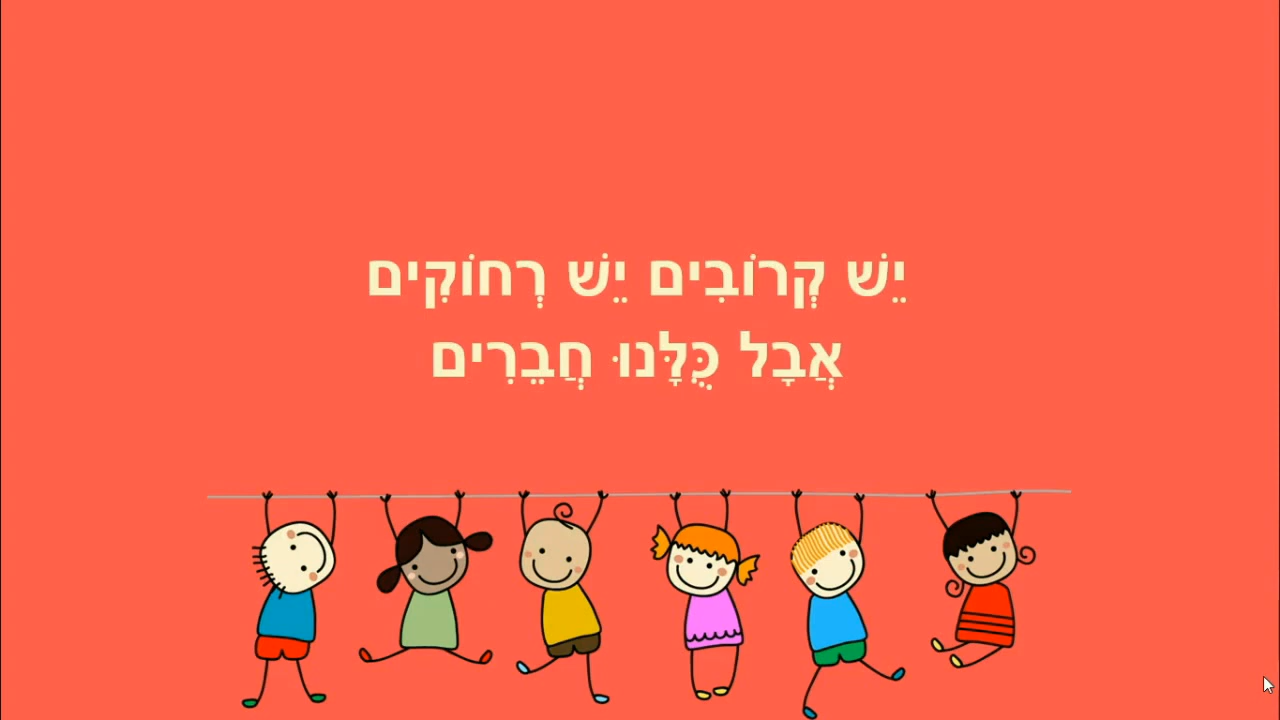 יֵשׁ קְרוֹבִים יֵשׁ רְחוֹקִים
אֲבָל כֻּלָּנוּ חֲבֵרִים